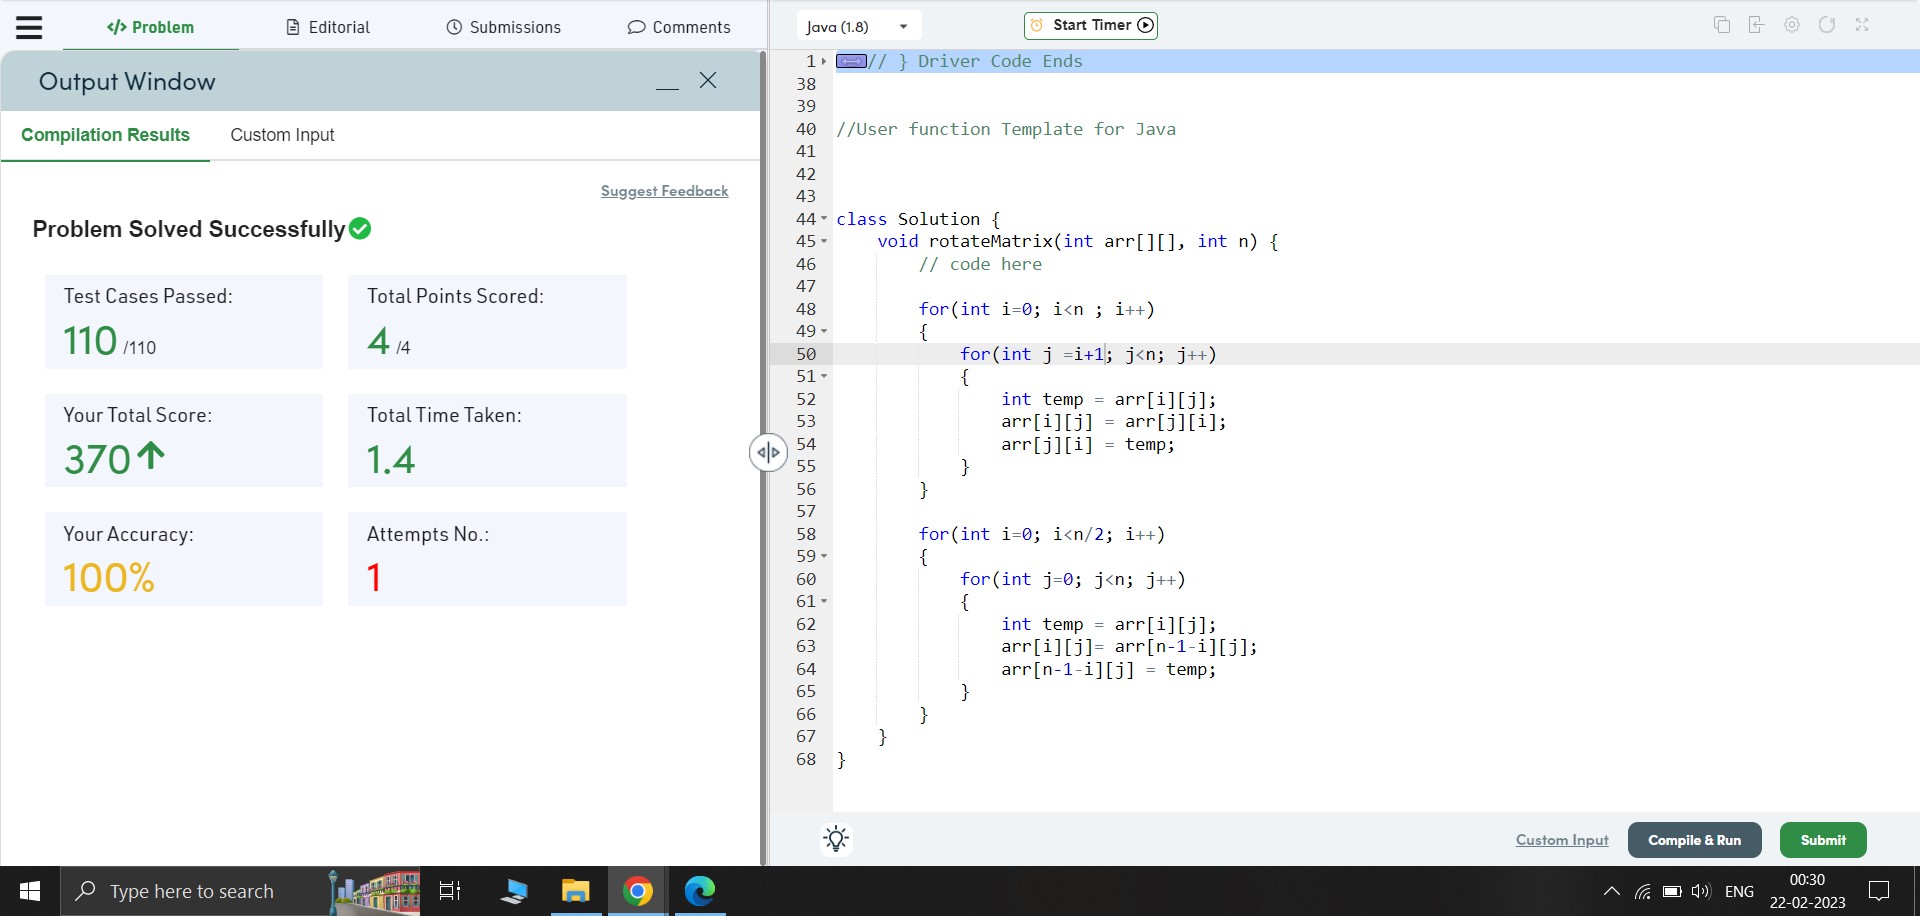 </> Problem
Editorial
Submissions
Comments
Output Window
Compilation Results
Custom Input
Suggest Feedback
Problem Solved Successfully
Test Cases Passed:
110 /110
Total Points Scored:
4 /4
Your Total Score:
370↑
Total Time Taken:
1.4
Your Accuracy:
100%
Attempts No.:
1
Java (1.8)
Start Timer
1 // } Driver Code Ends
38
39
40 //User function Template for Java
41
42
43
44 class Solution {
45     void rotateMatrix(int arr[][], int n) {
46         // code here
47
48         for(int i=0; i<n ; i++)
49         {
50             for(int j =i+1; j<n; j++)
51             {
52                 int temp = arr[i][j];
53                 arr[i][j] = arr[j][i];
54                 arr[j][i] = temp;
55             }
56         }
57
58         for(int i=0; i<n/2; i++)
59         {
60             for(int j=0; j<n; j++)
61             {
62                 int temp = arr[i][j];
63                 arr[i][j]= arr[n-1-i][j];
64                 arr[n-1-i][j] = temp;
65             }
66         }
67     }
68 }
Custom Input
Compile & Run
Submit
Type here to search
ENG
00:30
22-02-2023